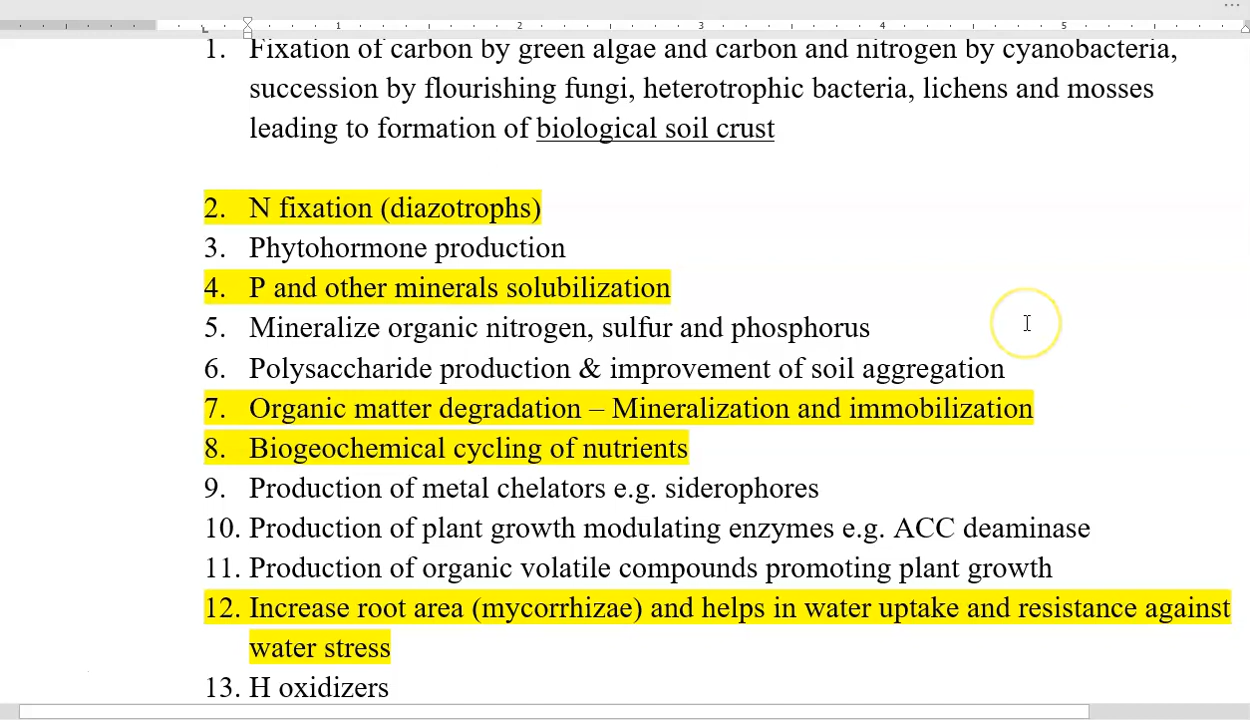 1 2 3 4 5
1. Fixation of carbon by green algae and carbon and nitrogen by cyanobacteria,
succession by flourishing fungi, heterotrophic bacteria, lichens and mosses
leading to formation of biological soil crust
2. N fixation (diazotrophs)
3. Phytohormone production
4. P and other minerals solubilization
5. Mineralize organic nitrogen, sulfur and phosphorus
6. Polysaccharide production & improvement of soil aggregation
7. Organic matter degradation – Mineralization and immobilization
8. Biogeochemical cycling of nutrients
9. Production of metal chelators e.g. siderophores
10. Production of plant growth modulating enzymes e.g. ACC deaminase
11. Production of organic volatile compounds promoting plant growth
12. Increase root area (mycorrhizae) and helps in water uptake and resistance against
water stress
13. H oxidizers